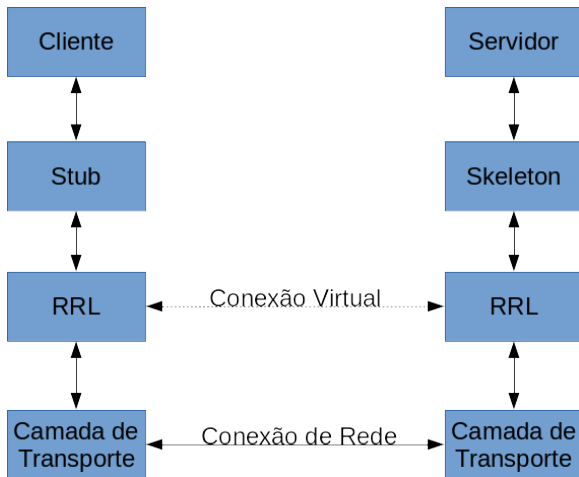 Cliente
Servidor
Stub
Skeleton
RRL
Conexão Virtual
RRL
Camada de
Transporte
Conexão de Rede
Camada de
Transporte